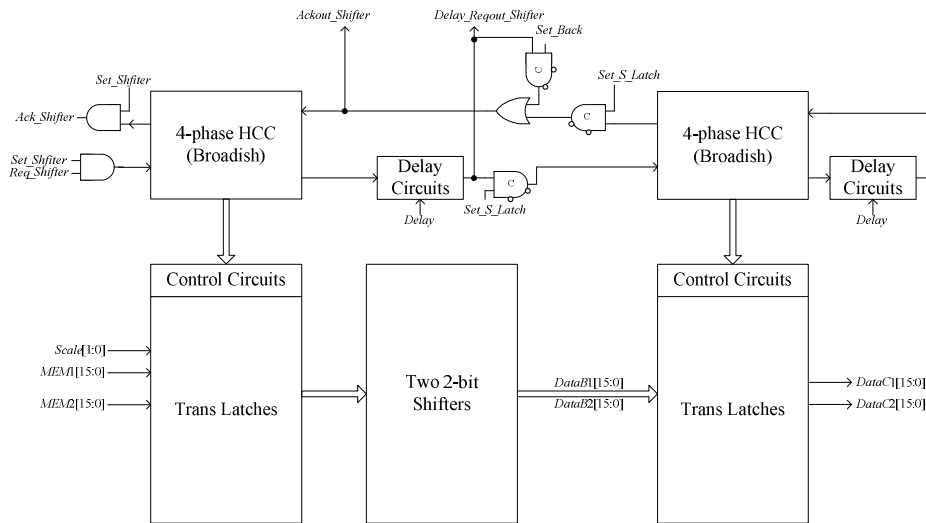 Ackout_Shifter
Delay_Reqout_Shifter
Set_Back
Set_Shfiter
C
Set_S_Latch
C
Ack_Shifter
4-phase HCC
(Broadish)
4-phase HCC
(Broadish)
Set_Shfiter
Req_Shifter
Delay
Circuits
C
Delay
Circuits
Set_S_Latch
Delay
Delay
Control Circuits
Control Circuits
Scale[1:0]
MEM1[15:0]
MEM2[15:0]
Trans Latches
Two 2-bit
Shifters
DataB1[15:0]
DataB2[15:0]
Trans Latches
DataC1[15:0]
DataC2[15:0]